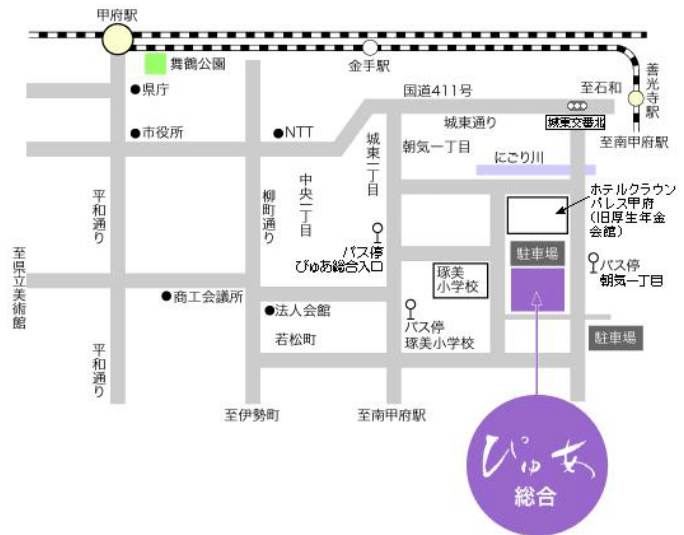 甲府駅
舞鶴公園
金手駅
善光寺駅
●県庁
国道411号
至石和
●市役所
●NTT
城東通り
城東交番北
至南甲府駅
城東一丁目
朝気一丁目
にごり川
中央一丁目
平和通り
柳町通り
ホテルクラウン
パレス甲府
(旧厚生年金
会館)
至県立美術館
バス停
ぴゅあ総合入口
駐車場
バス停
朝気一丁目
琢美
小学校
●商工会議所
●法人会館
若松町
バス停
琢美小学校
駐車場
平和通り
至伊勢町
至南甲府駅
ぴゅあ
総合